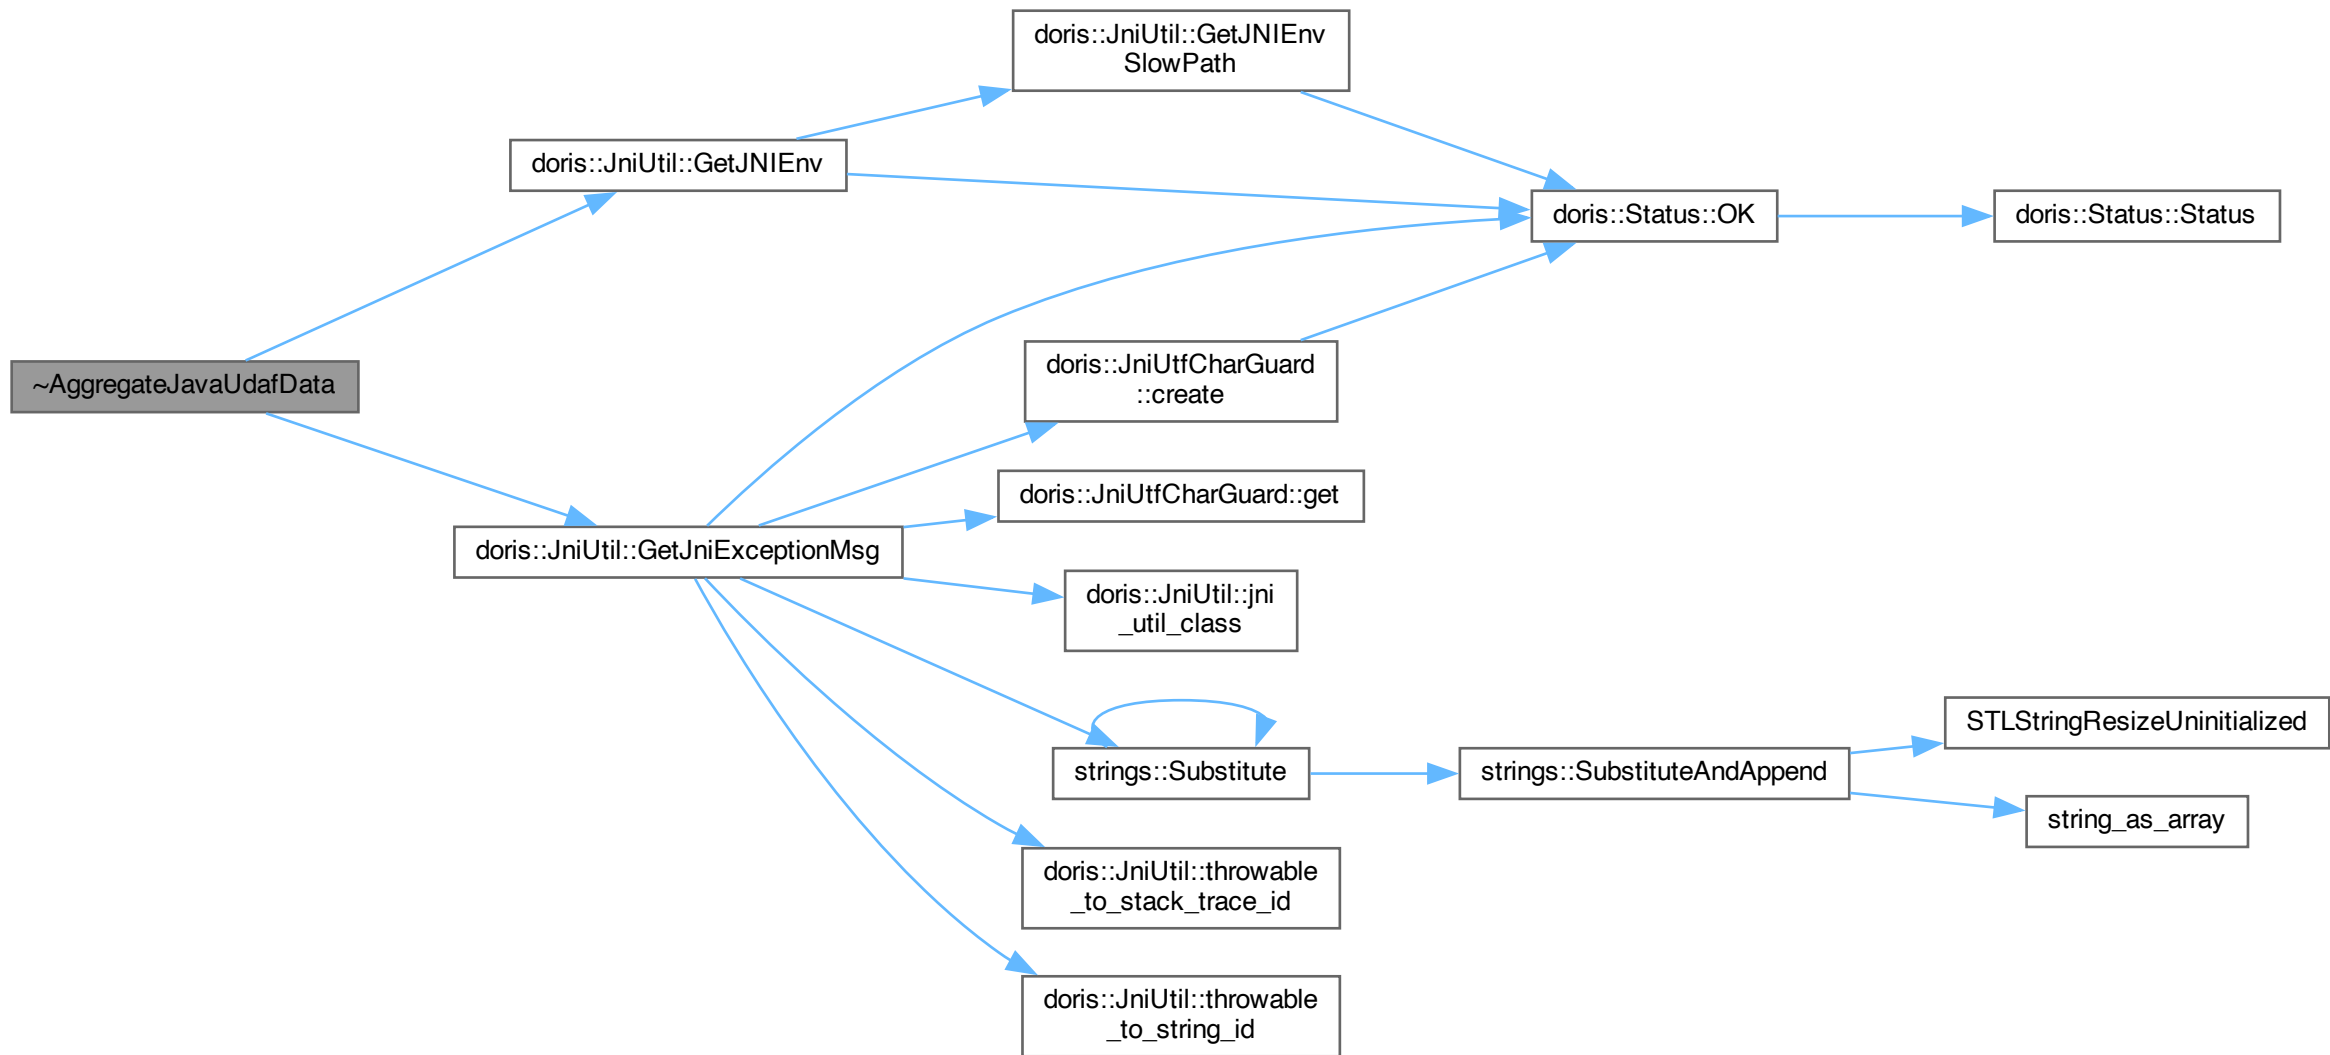 doris::JniUtil::GetJNIEnv
SlowPath
doris::JniUtil::GetJNIEnv
doris::Status::OK
doris::Status::Status
~AggregateJavaUdafData
doris::JniUtfCharGuard
::create
doris::JniUtfCharGuard::get
doris::JniUtil::GetJniExceptionMsg
doris::JniUtil::jni
_util_class
STLStringResizeUninitialized
strings::Substitute
strings::SubstituteAndAppend
string_as_array
doris::JniUtil::throwable
_to_stack_trace_id
doris::JniUtil::throwable
_to_string_id